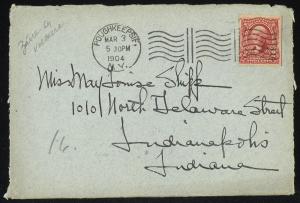 POUGHKEEPSIE
MAR 3
5 30PM
1904
N.Y.
Miss May Louise Shipp
1010 North Delaware Street
Indianapolis
Indiana
16.